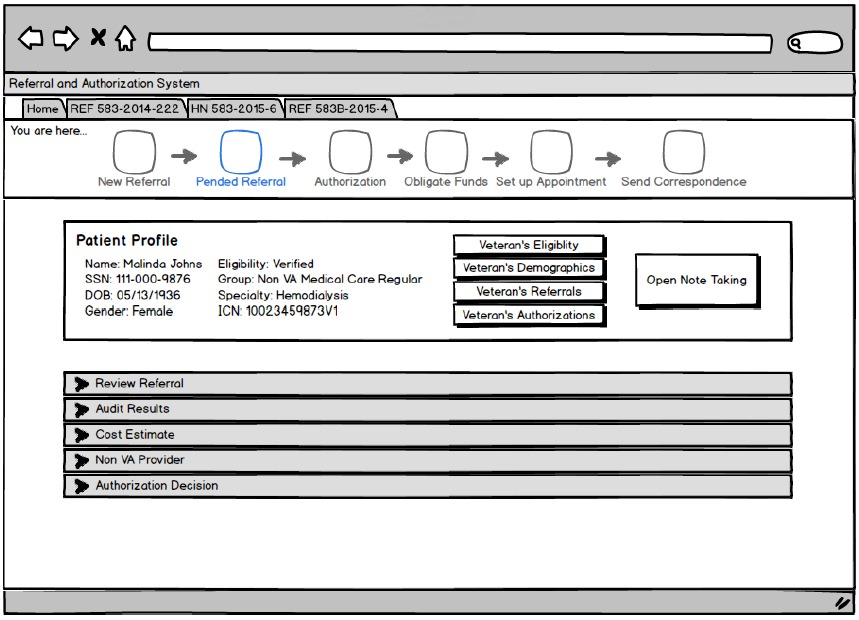 Referral and Authorization System
Home REF 583-2014-222 HN 583-2015-6 REF 583B-2015-4
You are here...
New Referral Pended Referral Authorization Obligate Funds Set up Appointment Send Correspondence
Patient Profile
Name: Malinda Johns
SSN: 111-000-9876
DOB: 05/13/1936
Gender: Female
Eligibility: Verified
Group: Non VA Medical Care Regular
Specialty: Hemodialysis
ICN: 10023459873V1
Veteran's Eligiblity
Veteran's Demographics
Veteran's Referrals
Veteran's Authorizations
Open Note Taking
Review Referral
Audit Results
Cost Estimate
Non VA Provider
Authorization Decision